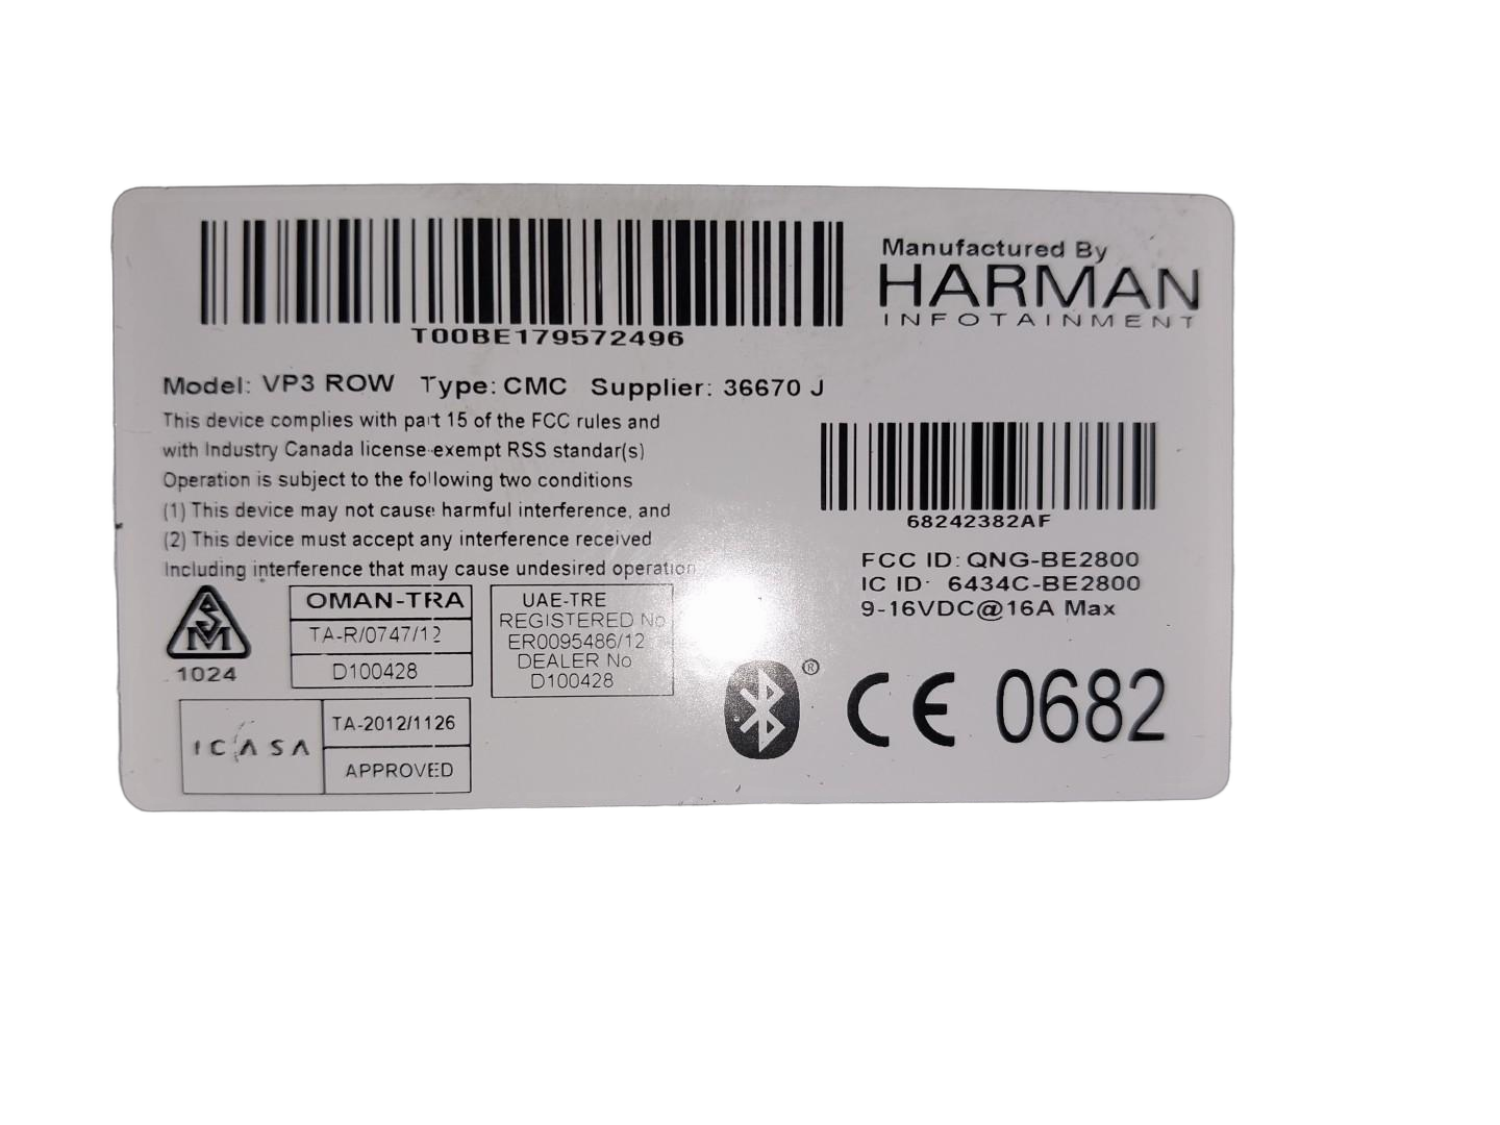 Manufactured By
HARMAN
INFOTAINMENT
T00BE179572496
Model: VP3 ROW Type: CMC Supplier: 36670 J
This device complies with part 15 of the FCC rules and
with Industry Canada license-exempt RSS standar(s)
Operation is subject to the following two conditions
(1) This device may not cause harmful interference, and
(2) This device must accept any interference received
Including interference that may cause undesired operation
68242382AF
FCC ID: QNG-BE2800
IC ID: 6434C-BE2800
9-16VDC@16A Max
SM
1024
OMAN-TRA
TA-R/0747/12
D100428
UAE-TRE
REGISTERED No
ER0095486/12
DEALER No
D100428
ICASA
TA-2012/1126
APPROVED
®
CE 0682